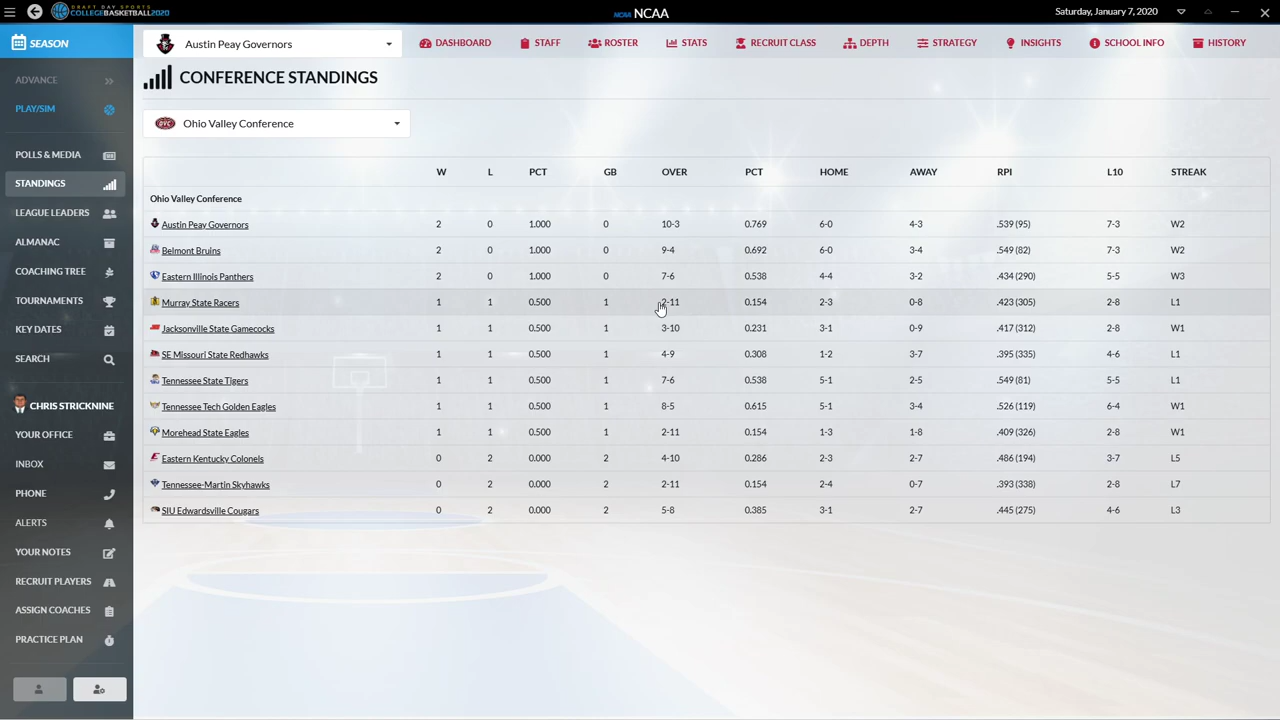 DRAFT DAY SPORTS
COLLEGEBASKETBALL2020
NCAA NCAA
Saturday, January 7, 2020
SEASON
Austin Peay Governors
DASHBOARD STAFF ROSTER STATS RECRUIT CLASS DEPTH STRATEGY INSIGHTS SCHOOL INFO HISTORY
ADVANCE
PLAY/SIM
POLLS & MEDIA
STANDINGS
LEAGUE LEADERS
ALMANAC
COACHING TREE
TOURNAMENTS
KEY DATES
SEARCH
CHRIS STRICKNINE
YOUR OFFICE
INBOX
PHONE
ALERTS
YOUR NOTES
RECRUIT PLAYERS
ASSIGN COACHES
PRACTICE PLAN
CONFERENCE STANDINGS
OVC Ohio Valley Conference
W L PCT GB OVER PCT HOME AWAY RPI L10 STREAK
Ohio Valley Conference
Austin Peay Governors 2 0 1.000 0 10-3 0.769 6-0 4-3 .539 (95) 7-3 W2
Belmont Bruins 2 0 1.000 0 9-4 0.692 6-0 3-4 .549 (82) 7-3 W2
Eastern Illinois Panthers 2 0 1.000 0 7-6 0.538 4-4 3-2 .434 (290) 5-5 W3
Murray State Racers 1 1 0.500 1 2-11 0.154 2-3 0-8 .423 (305) 2-8 L1
Jacksonville State Gamecocks 1 1 0.500 1 3-10 0.231 3-1 0-9 .417 (312) 2-8 W1
SE Missouri State Redhawks 1 1 0.500 1 4-9 0.308 1-2 3-7 .395 (335) 4-6 L1
Tennessee State Tigers 1 1 0.500 1 7-6 0.538 5-1 2-5 .549 (81) 5-5 L1
Tennessee Tech Golden Eagles 1 1 0.500 1 8-5 0.615 5-1 3-4 .526 (119) 6-4 W1
Morehead State Eagles 1 1 0.500 1 2-11 0.154 1-3 1-8 .409 (326) 2-8 W1
Eastern Kentucky Colonels 0 2 0.000 2 4-10 0.286 2-3 2-7 .486 (194) 3-7 L5
Tennessee-Martin Skyhawks 0 2 0.000 2 2-11 0.154 2-4 0-7 .393 (338) 2-8 L7
SIU Edwardsville Cougars 0 2 0.000 2 5-8 0.385 3-1 2-7 .445 (275) 4-6 L3